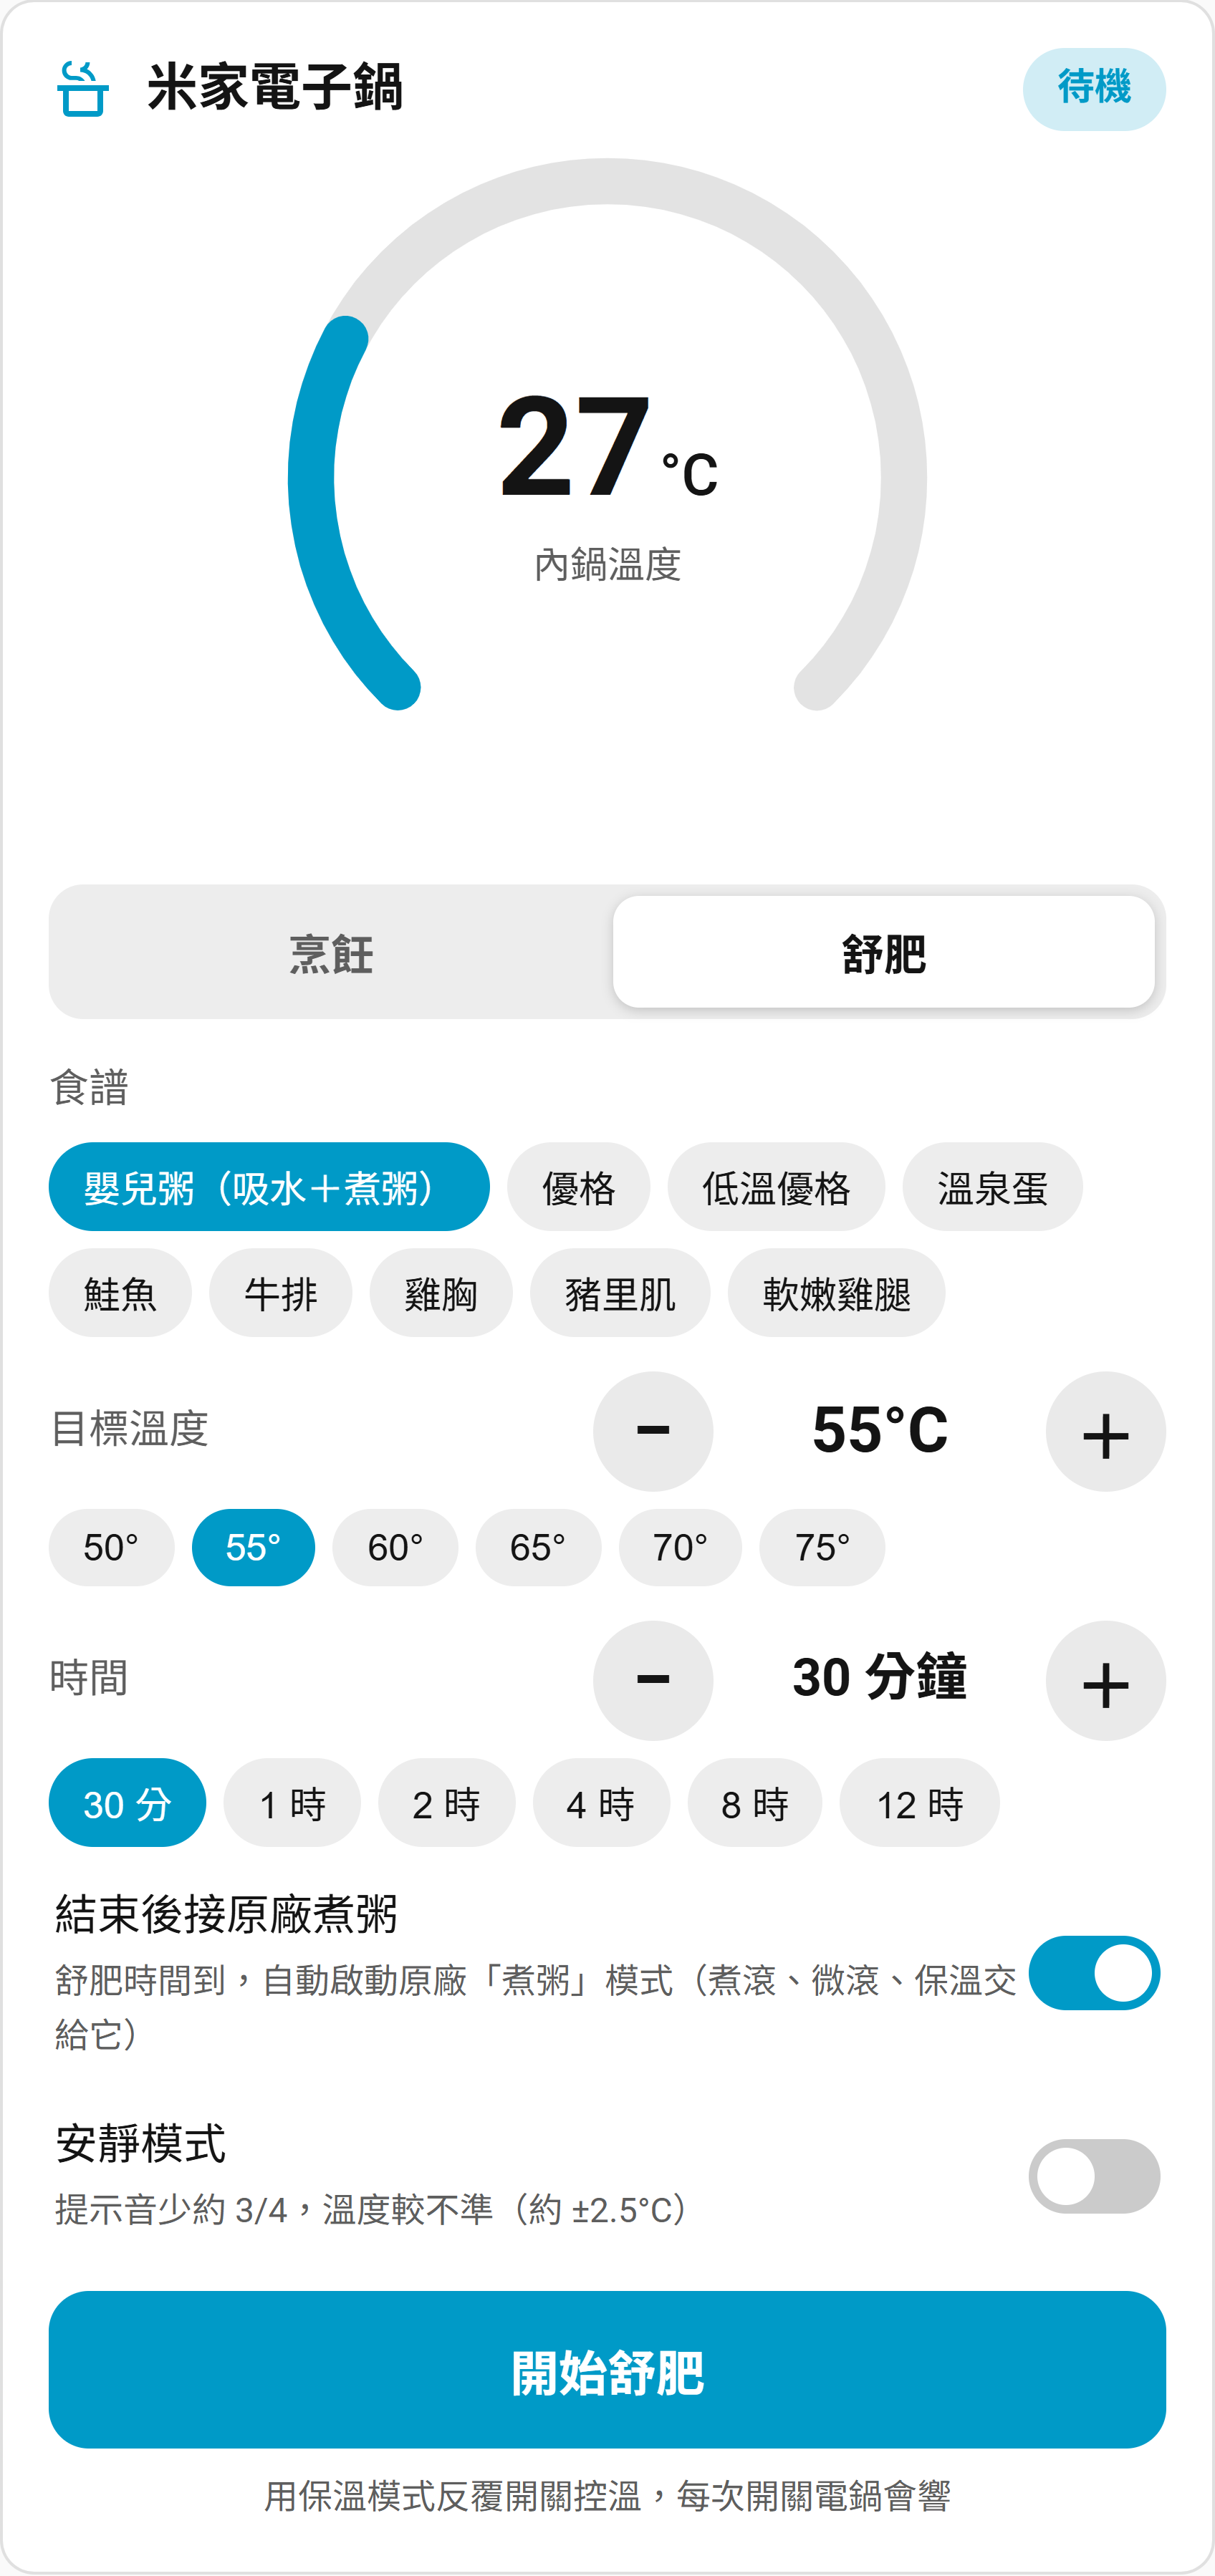 米家電子鍋
待機
27 °C
內鍋溫度
烹飪 舒肥
食譜
嬰兒粥（吸水＋煮粥） 優格 低溫優格 溫泉蛋
鮭魚 牛排 雞胸 豬里肌 軟嫩雞腿
目標溫度 − 55°C +
50° 55° 60° 65° 70° 75°
時間 − 30 分鐘 +
30 分 1 時 2 時 4 時 8 時 12 時
結束後接原廠煮粥
舒肥時間到，自動啟動原廠「煮粥」模式（煮滾、微滾、保溫交
給它）
安靜模式
提示音少約 3/4，溫度較不準（約 ±2.5°C）
開始舒肥
用保溫模式反覆開關控溫，每次開關電鍋會響